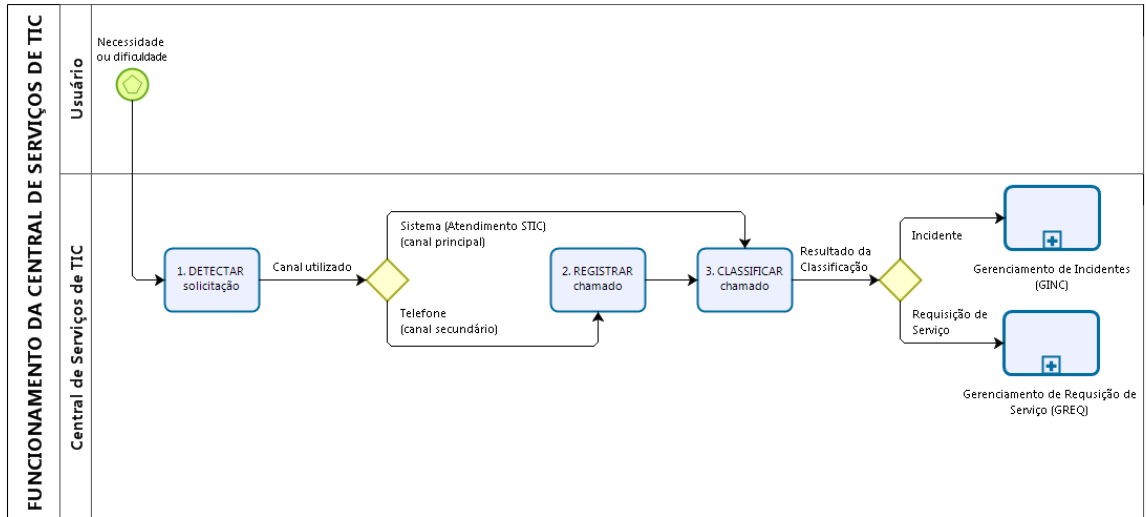 FUNCIONAMENTO DA CENTRAL DE SERVIÇOS DE TIC
Usuário
Necessidade
ou dificuldade
Central de Serviços de TIC
1. DETECTAR
solicitação
Canal utilizado
Sistema (Atendimento STIC)
(canal principal)
Telefone
(canal secundário)
2. REGISTRAR
chamado
3. CLASSIFICAR
chamado
Resultado da
Classificação
Incidente
Requisição de
Serviço
Gerenciamento de Incidentes
(GINC)
Gerenciamento de Requsição de
Serviço (GREQ)